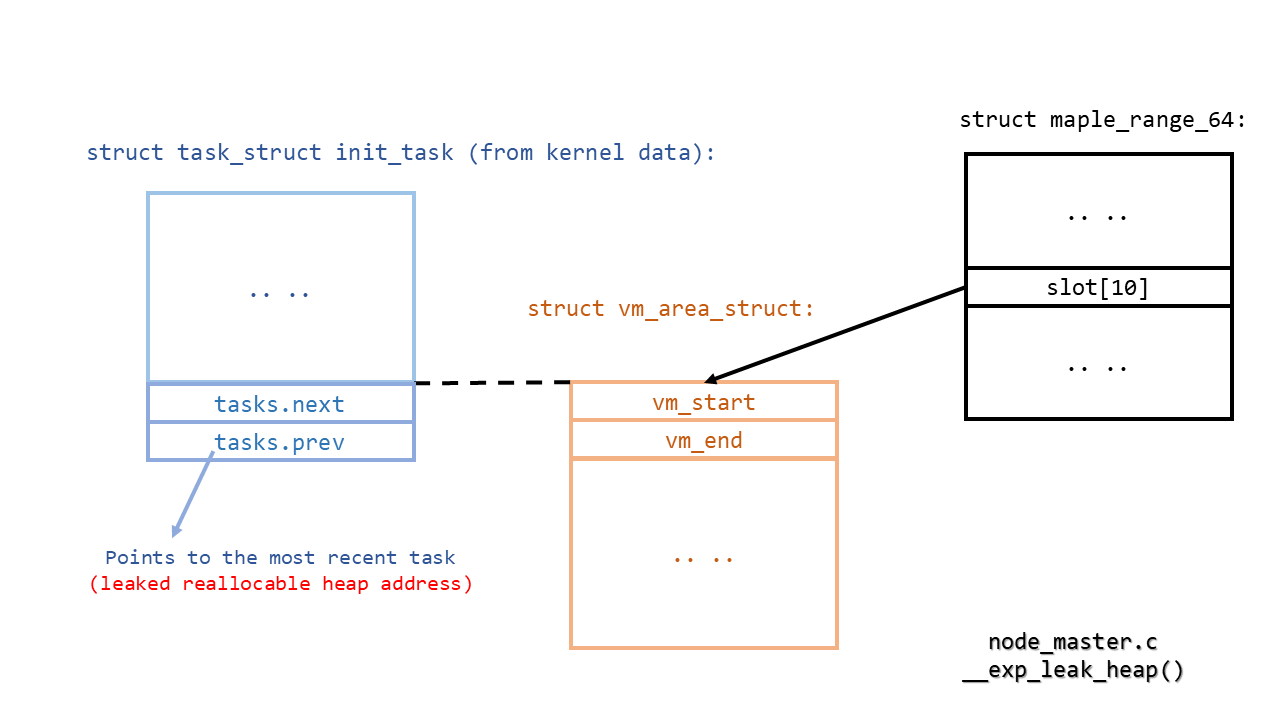 struct maple_range_64:
struct task_struct init_task (from kernel data):
.. ..
.. ..
slot[10]
struct vm_area_struct:
.. ..
tasks.next
vm_start
tasks.prev
vm_end
Points to the most recent task
(leaked reallocable heap address)
.. ..
node_master.c
__exp_leak_heap()